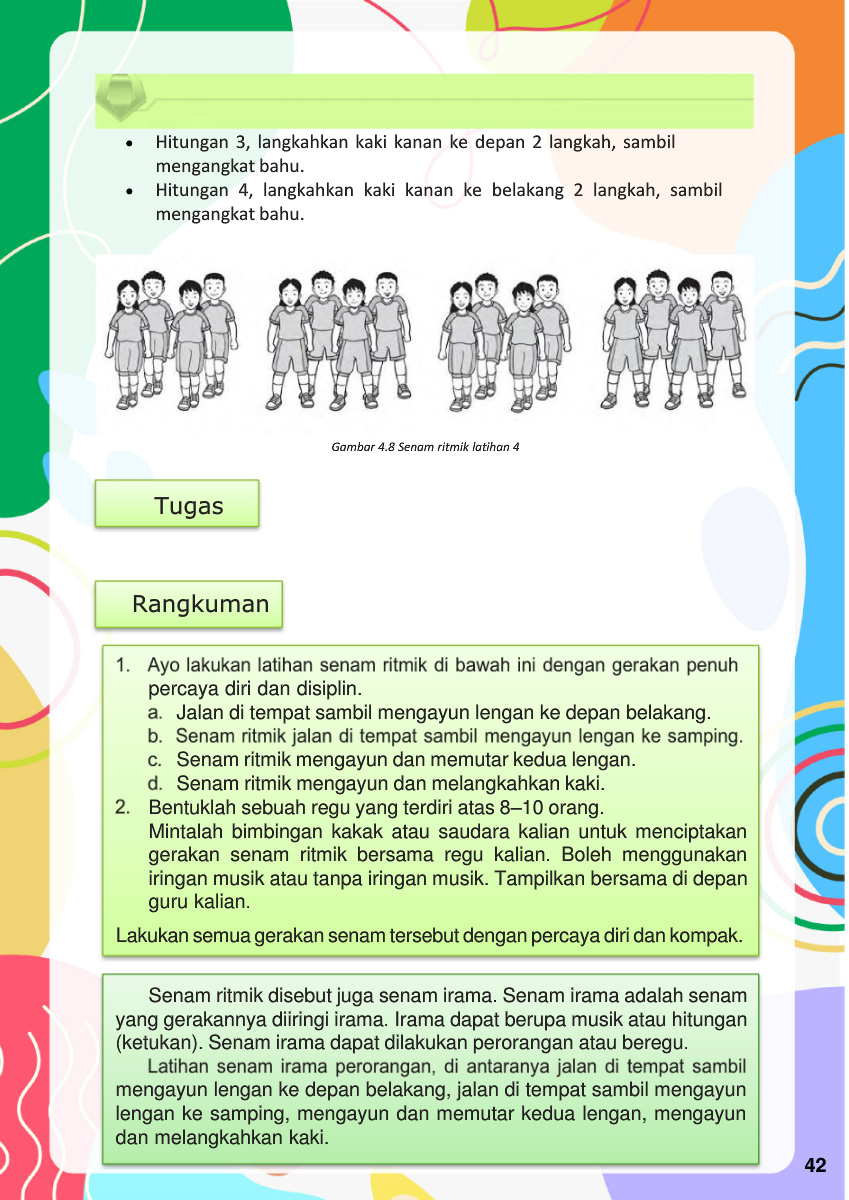 • Hitungan 3, langkahkan kaki kanan ke depan 2 langkah, sambil
mengangkat bahu.
• Hitungan 4, langkahkan kaki kanan ke belakang 2 langkah, sambil
mengangkat bahu.
Gambar 4.8 Senam ritmik latihan 4
Tugas
Rangkuman
1. Ayo lakukan latihan senam ritmik di bawah ini dengan gerakan penuh
percaya diri dan disiplin.
a. Jalan di tempat sambil mengayun lengan ke depan belakang.
b. Senam ritmik jalan di tempat sambil mengayun lengan ke samping.
c. Senam ritmik mengayun dan memutar kedua lengan.
d. Senam ritmik mengayun dan melangkahkan kaki.
2. Bentuklah sebuah regu yang terdiri atas 8–10 orang.
Mintalah bimbingan kakak atau saudara kalian untuk menciptakan
gerakan senam ritmik bersama regu kalian. Boleh menggunakan
iringan musik atau tanpa iringan musik. Tampilkan bersama di depan
guru kalian.
Lakukan semua gerakan senam tersebut dengan percaya diri dan kompak.
Senam ritmik disebut juga senam irama. Senam irama adalah senam
yang gerakannya diiringi irama. Irama dapat berupa musik atau hitungan
(ketukan). Senam irama dapat dilakukan perorangan atau beregu.
Latihan senam irama perorangan, di antaranya jalan di tempat sambil
mengayun lengan ke depan belakang, jalan di tempat sambil mengayun
lengan ke samping, mengayun dan memutar kedua lengan, mengayun
dan melangkahkan kaki.
42